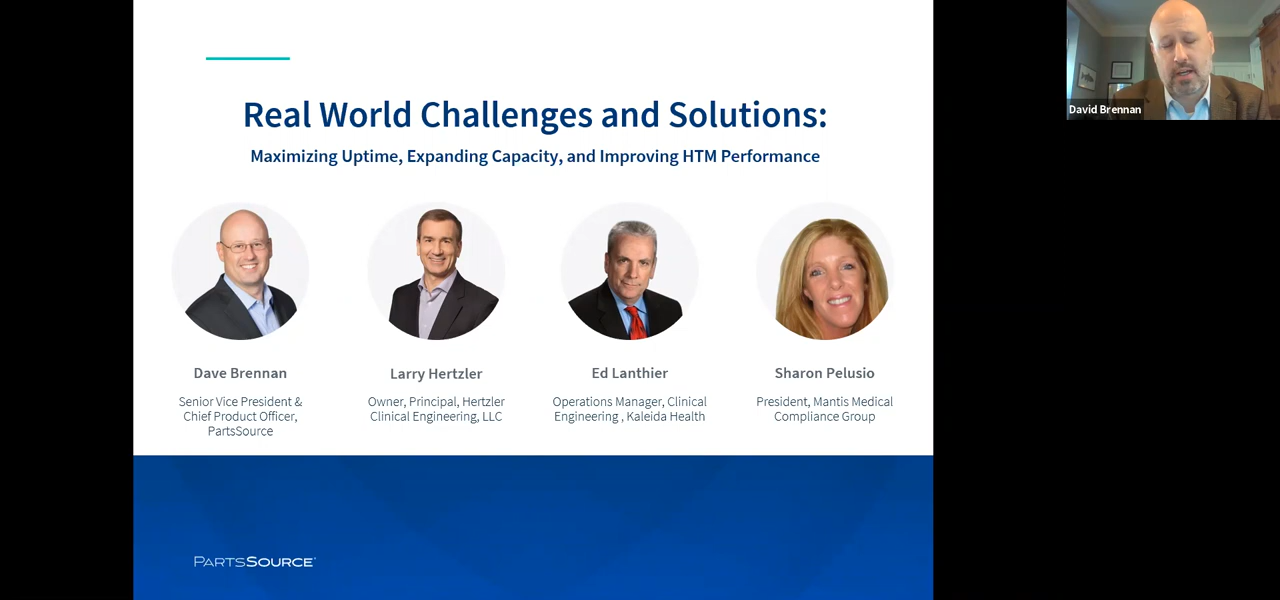 Real World Challenges and Solutions:
Maximizing Uptime, Expanding Capacity, and Improving HTM Performance
Dave Brennan
Senior Vice President &
Chief Product Officer,
PartsSource
Larry Hertzler
Owner, Principal, Hertzler
Clinical Engineering, LLC
Ed Lanthier
Operations Manager, Clinical
Engineering , Kaleida Health
Sharon Pelusio
President, Mantis Medical
Compliance Group
PARTSSOURCE
David Brennan